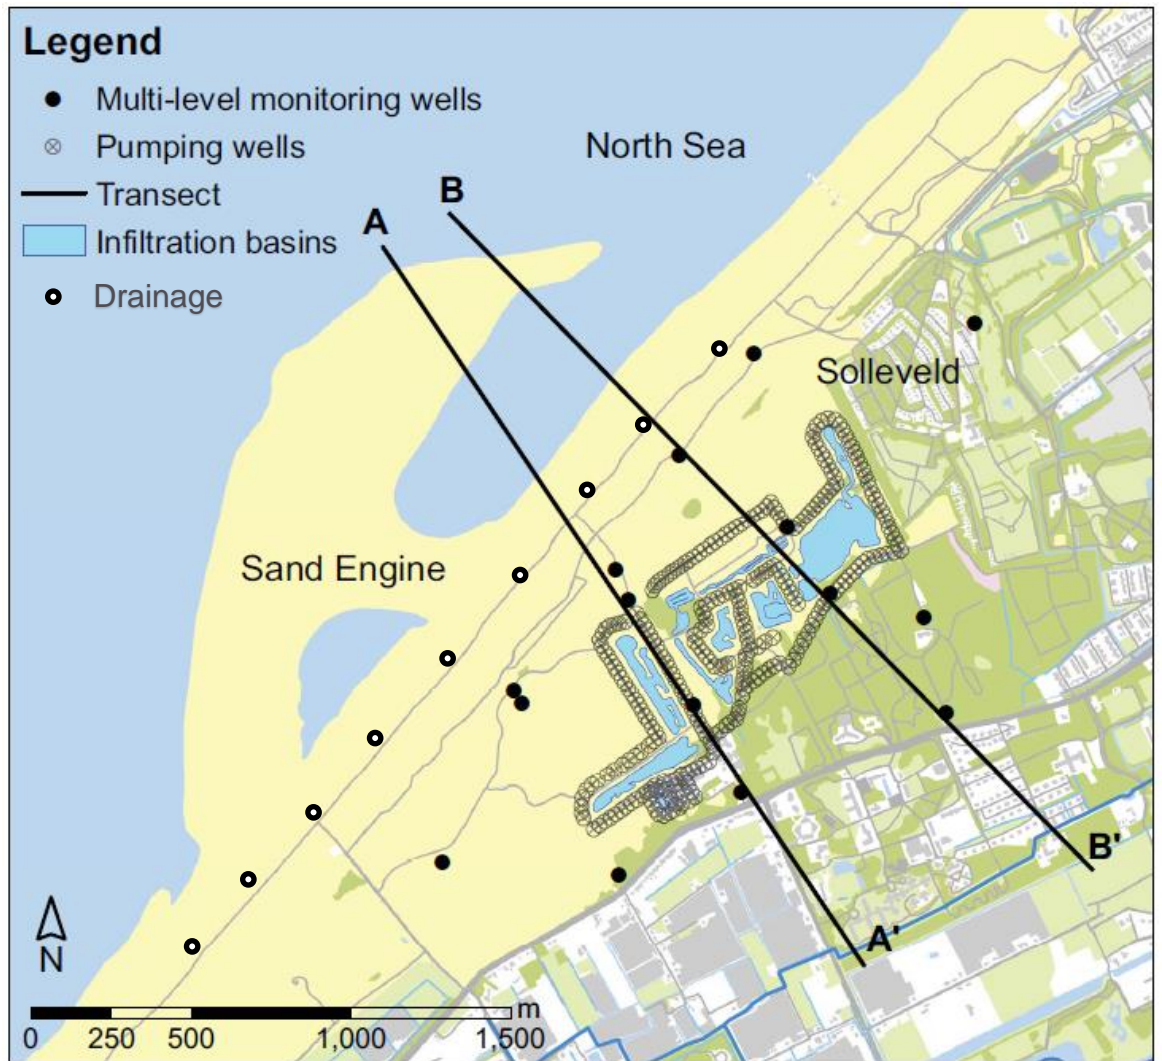 Legend
Multi-level monitoring wells
Pumping wells
Transect
Infiltration basins
Drainage
North Sea
B
A
Solleveld
Sand Engine
B'
A'
N
m
0 250 500 1,000 1,500